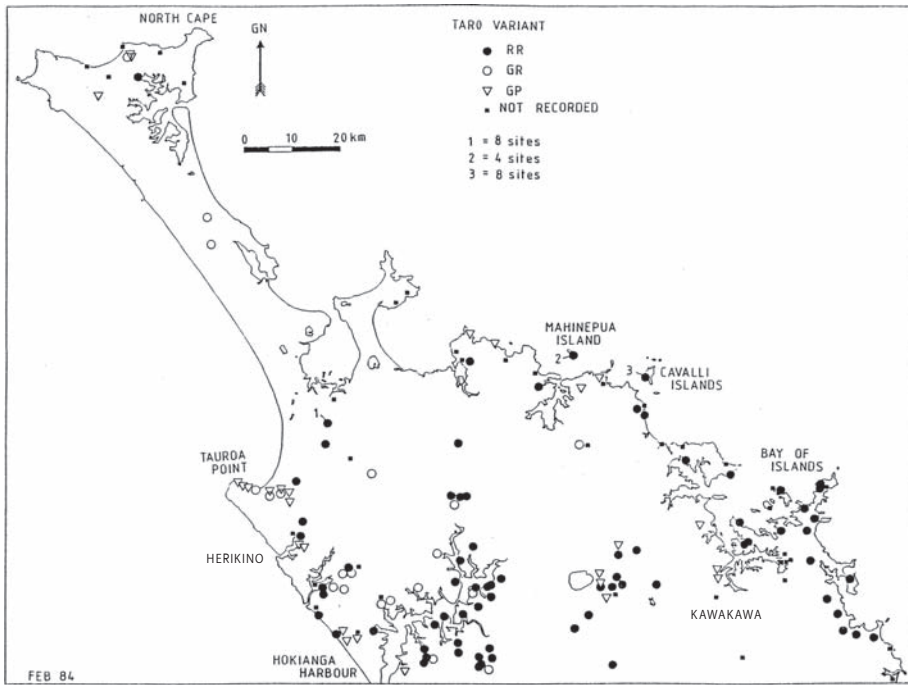 NORTH CAPE
GN
TARO VARIANT
RR
GR
GP
NOT RECORDED
0 10 20 km
1 = 8 sites
2 = 4 sites
3 = 8 sites
MAHINEPUA
ISLAND
2
3
CAVALLI
ISLANDS
1
TAUROA
POINT
BAY OF
ISLANDS
HERIKINO
KAWAKAWA
HOKIANGA
HARBOUR
FEB 84